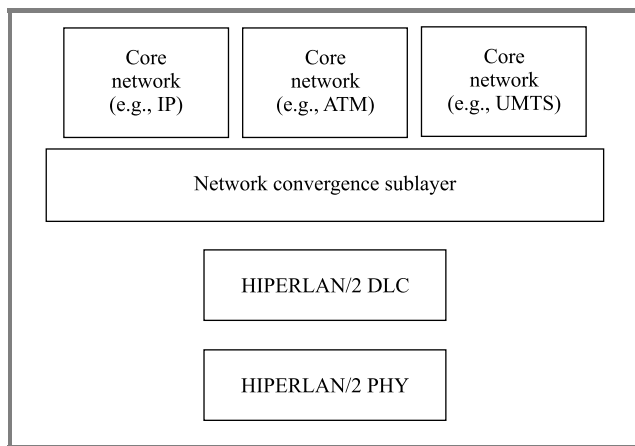 Core
network
(e.g., IP)
Core
network
(e.g., ATM)
Core
network
(e.g., UMTS)
Network convergence sublayer
HIPERLAN/2 DLC
HIPERLAN/2 PHY